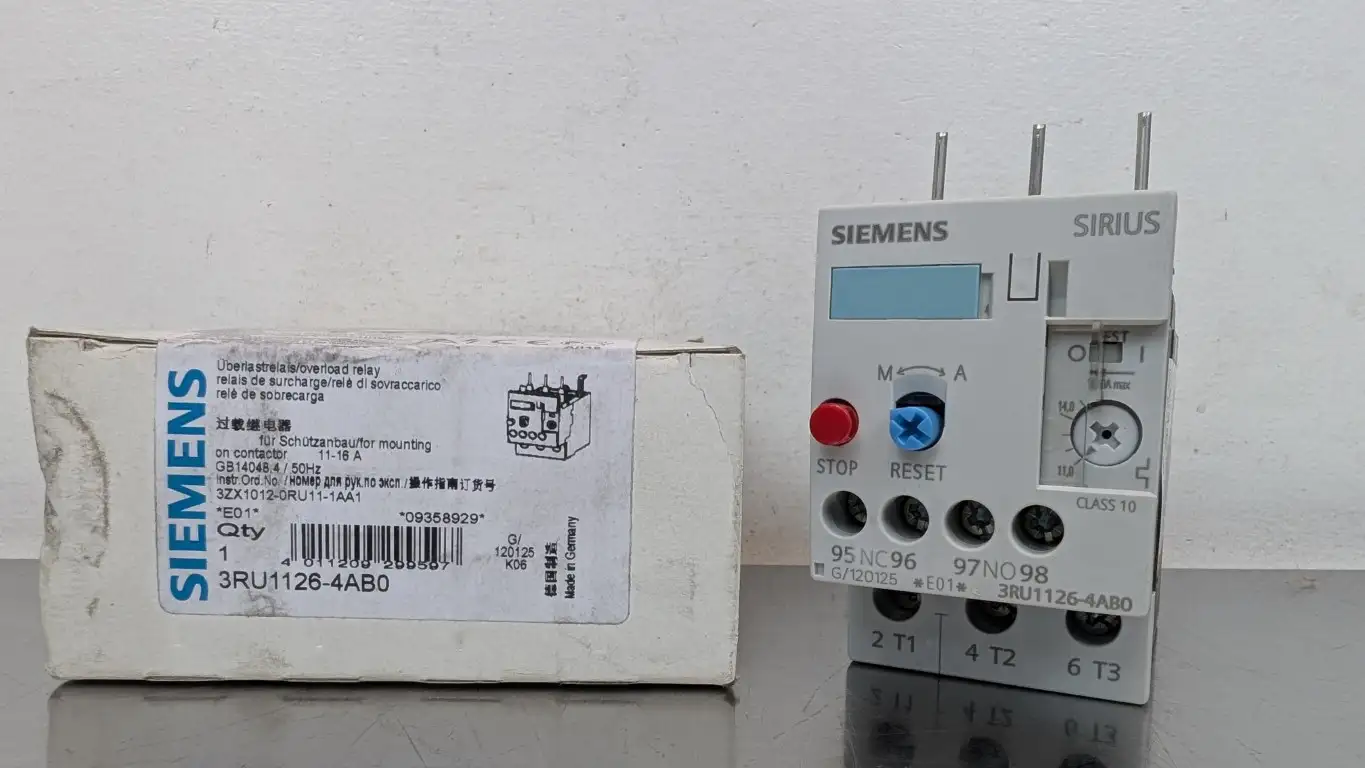 SIEMENS
Überlastrelais/overload relay
relais de surcharge/relè di sovraccarico
relé de sobrecarga
过载继电器
für Schützanbau/for mounting
on contactor 11-16 A
GB14048.4 / 50Hz
Instr.Ord.No. /Номер для рук.по экспл./操作指南订货号
3ZX1012-0RU11-1AA1
*E01* *09358929*
Qty
1
G/
120125
K06
德国制造
Made in Germany
3RU1126-4AB0
SIEMENS
SIRIUS
TEST
O I
A max
M A
14.0
11.0
STOP
RESET
CLASS 10
95 NC 96
97 NO 98
G/120125 *E01* 3RU1126-4AB0
2 T1
4 T2
6 T3